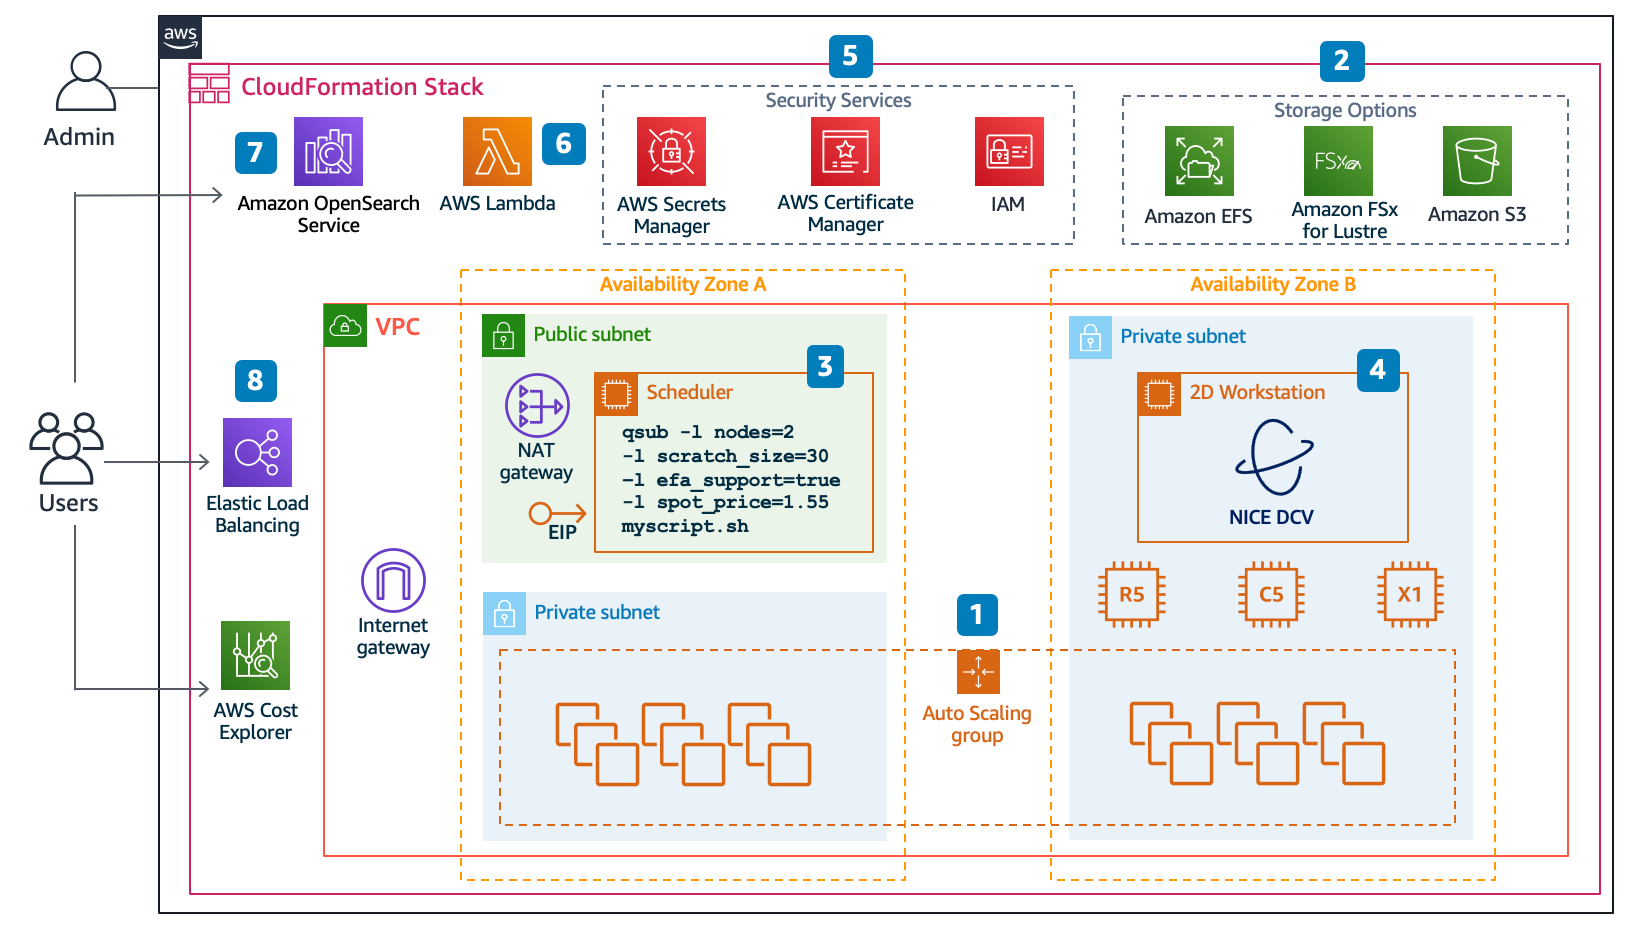 aws
5
2
CloudFormation Stack
Security Services
Storage Options
Admin
7
6
Amazon OpenSearch
Service
AWS Lambda
AWS Secrets
Manager
AWS Certificate
Manager
IAM
Amazon EFS
FSx
Amazon FSx
for Lustre
Amazon S3
Availability Zone A
Availability Zone B
VPC
Public subnet
Private subnet
8
3
4
Scheduler
2D Workstation
qsub -l nodes=2
-l scratch_size=30
-l efa_support=true
-l spot_price=1.55
myscript.sh
NAT
gateway
EIP
NICE DCV
Users
Elastic Load
Balancing
R5
C5
X1
Internet
gateway
Private subnet
1
AWS Cost
Explorer
Auto Scaling
group